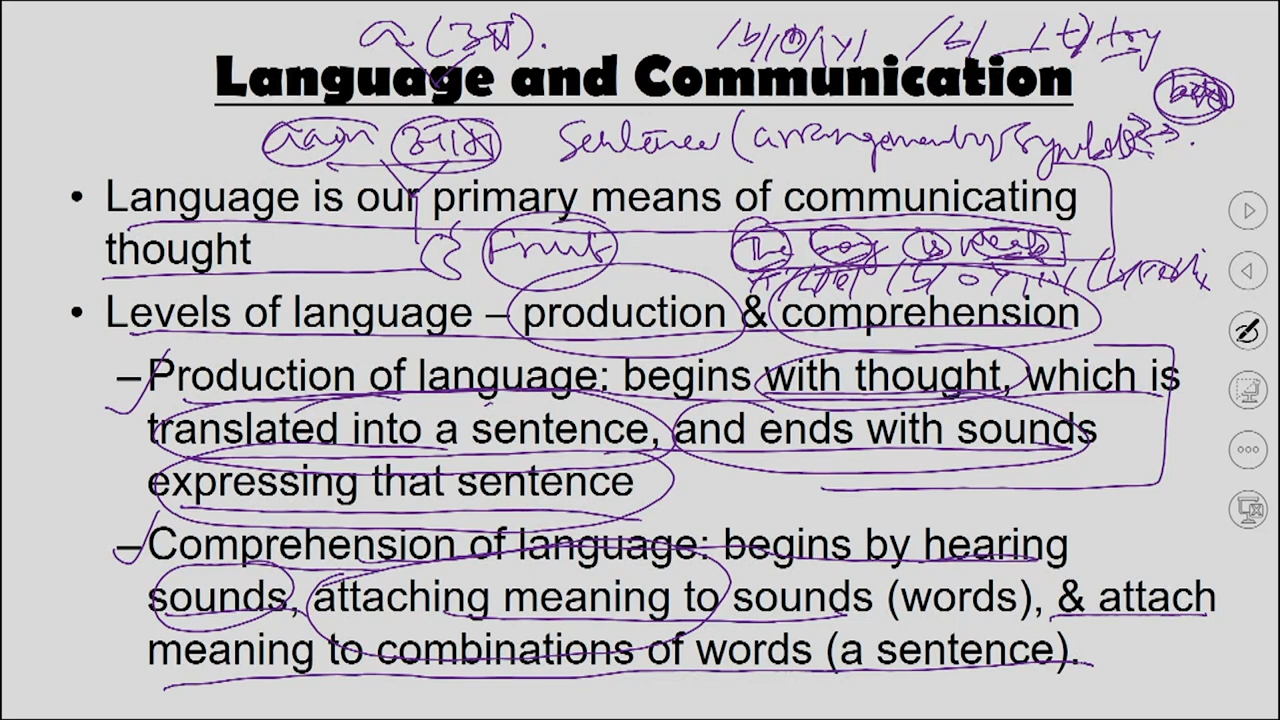 a (आ).
/b/o/y/ /b/ t) toy
Language and Communication
aam आम Sentence (arrangement of symbols
• Language is our primary means of communicating
thought
Fruit The boy is weak
• Levels of language – production & comprehension
–Production of language: begins with thought, which is
translated into a sentence, and ends with sounds
expressing that sentence
–Comprehension of language: begins by hearing
sounds, attaching meaning to sounds (words), & attach
meaning to combinations of words (a sentence).